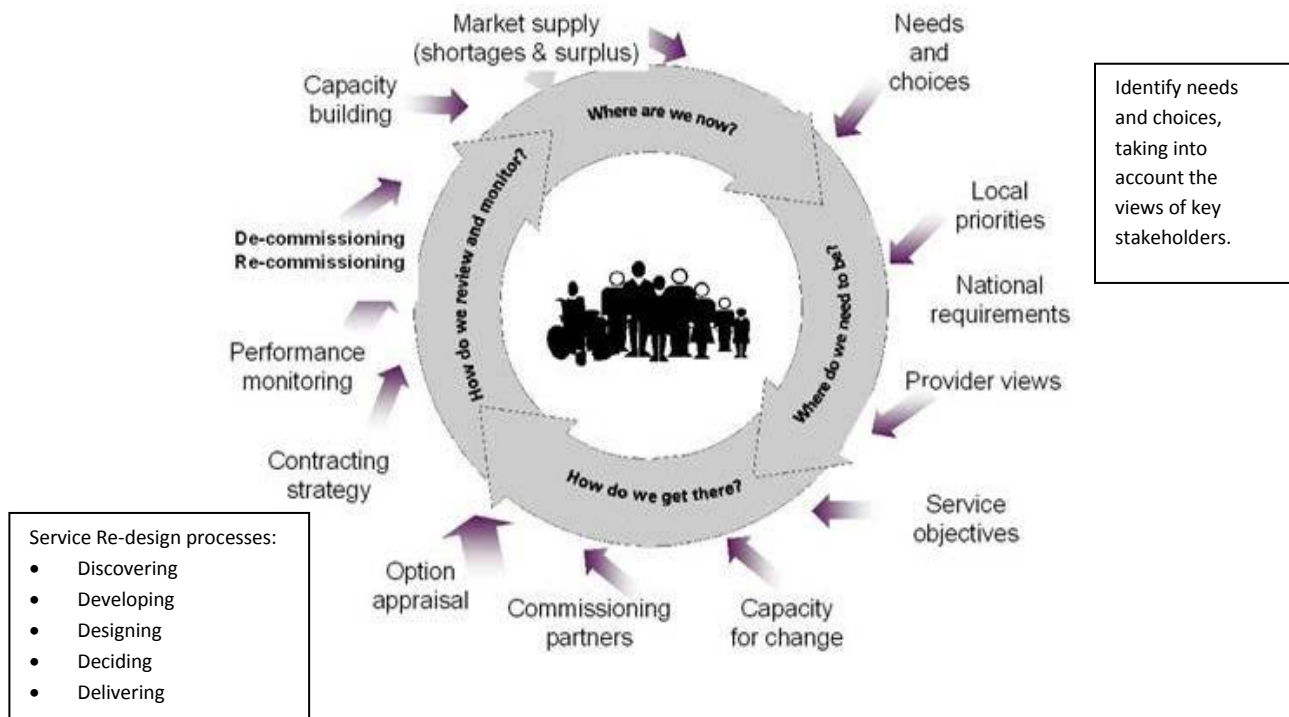 Market supply
(shortages & surplus)
Needs
and
choices
Capacity
building
Where are we now?
Identify needs
and choices,
taking into
account the
views of key
stakeholders.
Local
priorities
De-commissioning
Re-commissioning
How do we review and monitor?
Where do we need to be?
National
requirements
Performance
monitoring
Provider views
Contracting
strategy
How do we get there?
Service
objectives
Service Re-design processes:
• Discovering
• Developing
• Designing
• Deciding
• Delivering
Option
appraisal
Commissioning
partners
Capacity
for change